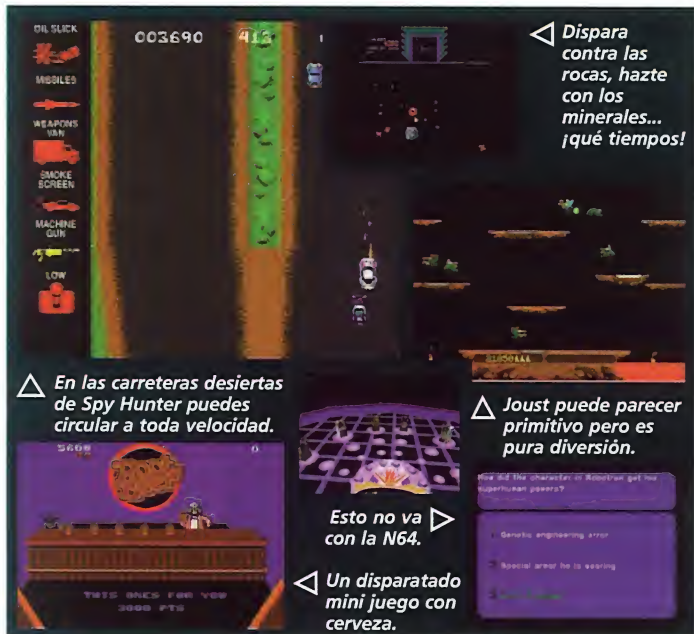 OIL SLICK
MISSILES
WEAPONS
VAN
SMOKE
SCREEN
MACHINE
GUN
LOW
003690
Dispara
contra las
rocas, hazte
con los
minerales...
¡qué tiempos!
En las carreteras desiertas
de Spy Hunter puedes
circular a toda velocidad.
Joust puede parecer
primitivo pero es
pura diversión.
5600 0
THIS ONES FOR YOU
3000 PTS
Esto no va
con la N64.
Un disparatado
mini juego con
cerveza.
How did the character in Robotron get his
superhuman powers?
1 Genetic engineering error
2 Special armor he is wearing
3